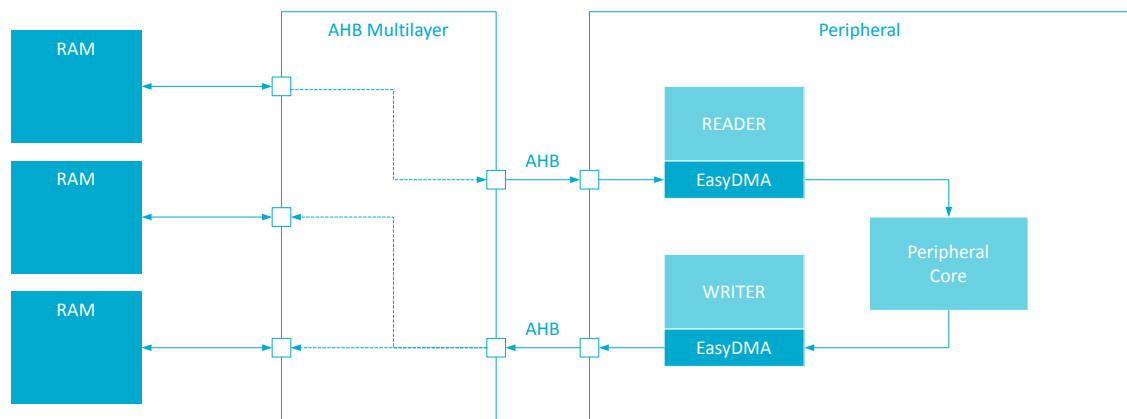 AHB Multilayer
Peripheral
RAM
READER
EasyDMA
AHB
RAM
Peripheral
Core
WRITER
EasyDMA
AHB
RAM